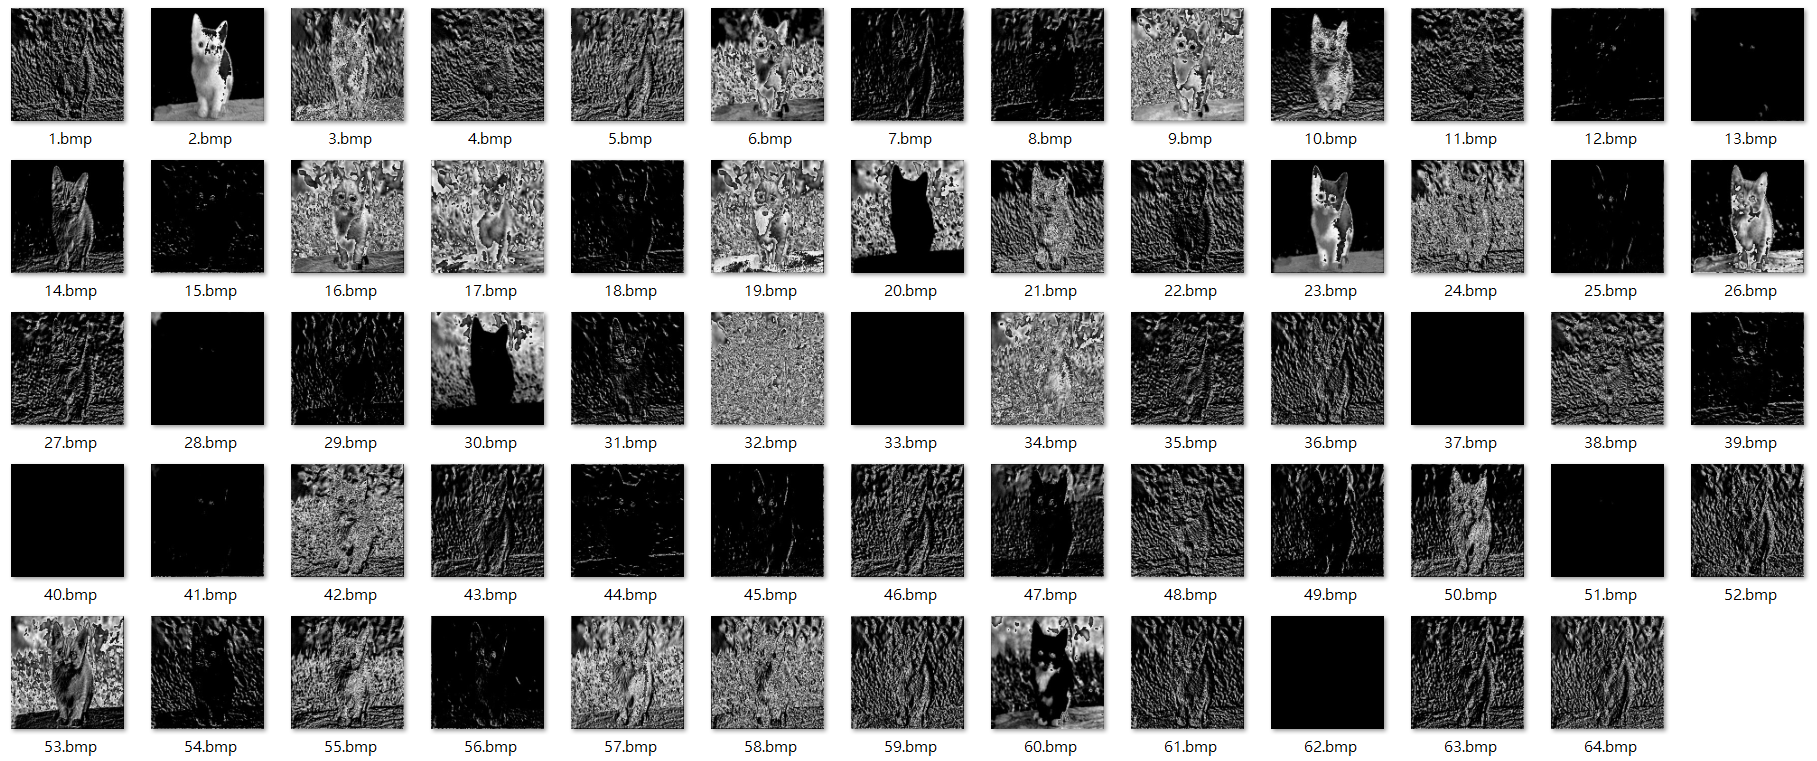 1.bmp 2.bmp 3.bmp 4.bmp 5.bmp 6.bmp 7.bmp 8.bmp 9.bmp 10.bmp 11.bmp 12.bmp 13.bmp
14.bmp 15.bmp 16.bmp 17.bmp 18.bmp 19.bmp 20.bmp 21.bmp 22.bmp 23.bmp 24.bmp 25.bmp 26.bmp
27.bmp 28.bmp 29.bmp 30.bmp 31.bmp 32.bmp 33.bmp 34.bmp 35.bmp 36.bmp 37.bmp 38.bmp 39.bmp
40.bmp 41.bmp 42.bmp 43.bmp 44.bmp 45.bmp 46.bmp 47.bmp 48.bmp 49.bmp 50.bmp 51.bmp 52.bmp
53.bmp 54.bmp 55.bmp 56.bmp 57.bmp 58.bmp 59.bmp 60.bmp 61.bmp 62.bmp 63.bmp 64.bmp